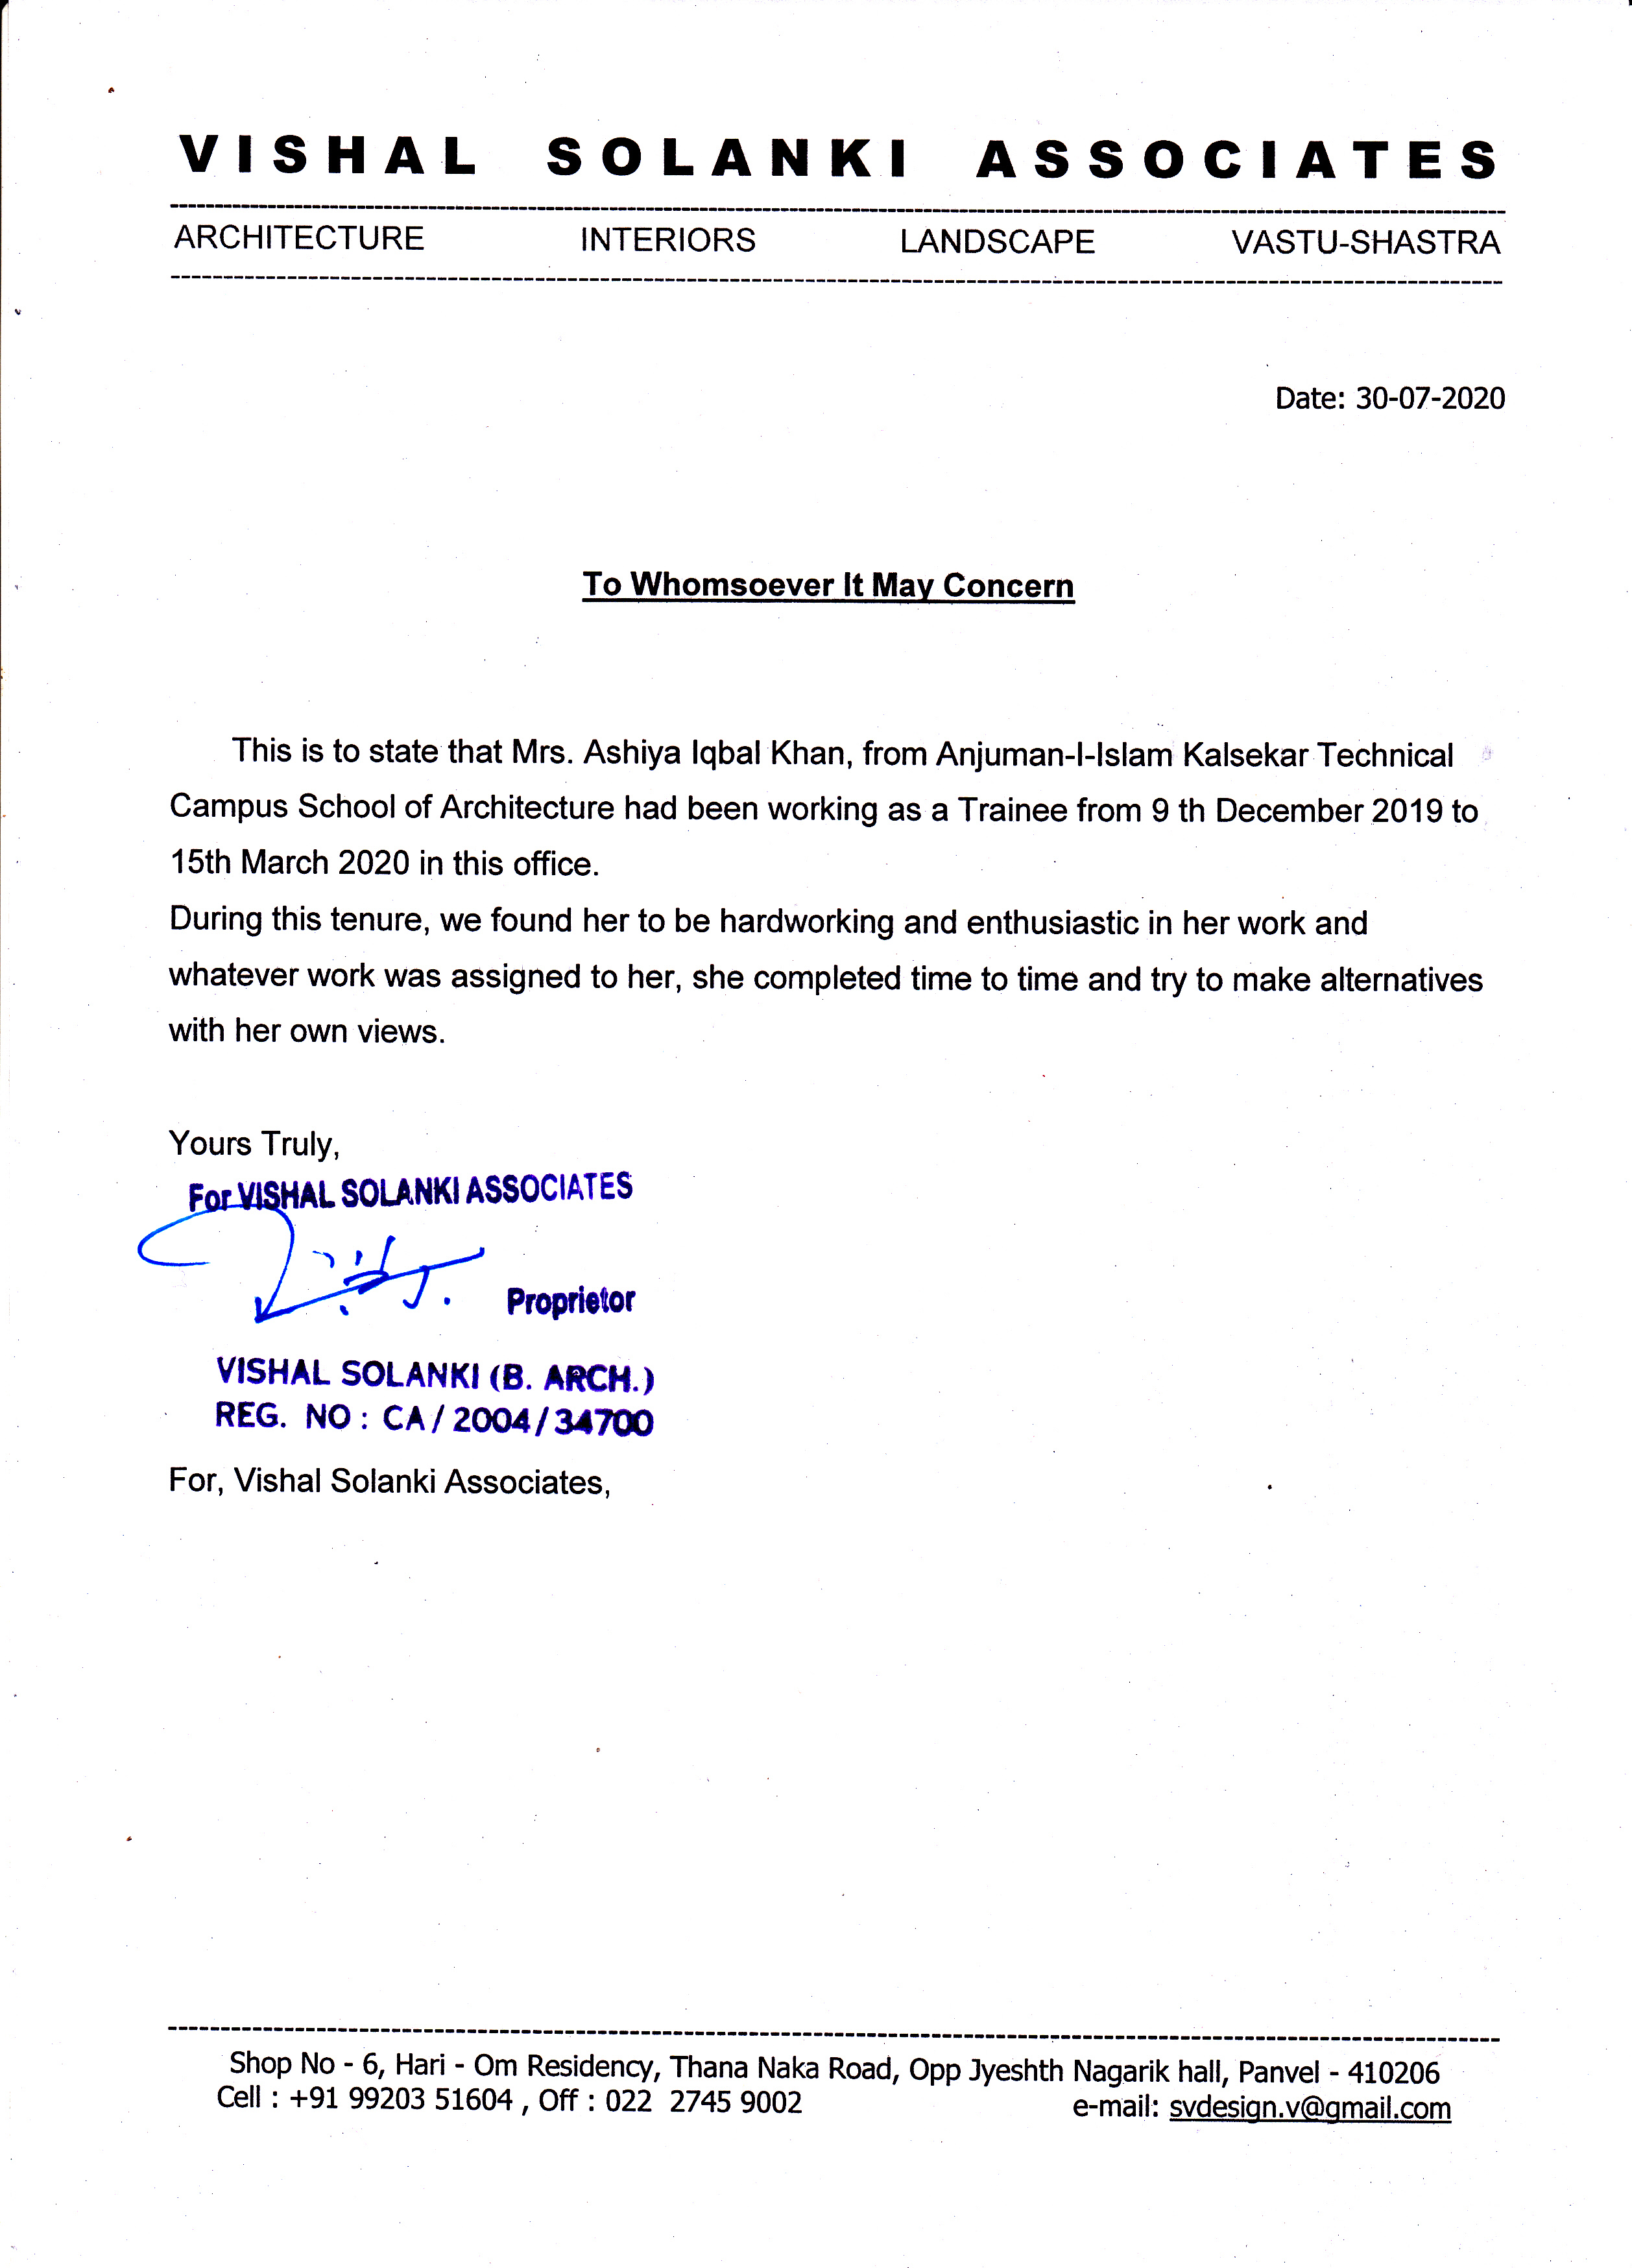 VISHAL SOLANKI ASSOCIATES
ARCHITECTURE INTERIORS LANDSCAPE VASTU-SHASTRA
Date: 30-07-2020
To Whomsoever It May Concern
This is to state that Mrs. Ashiya Iqbal Khan, from Anjuman-I-Islam Kalsekar Technical
Campus School of Architecture had been working as a Trainee from 9 th December 2019 to
15th March 2020 in this office.
During this tenure, we found her to be hardworking and enthusiastic in her work and
whatever work was assigned to her, she completed time to time and try to make alternatives
with her own views.
Yours Truly,
For VISHAL SOLANKI ASSOCIATES
Proprietor
VISHAL SOLANKI (B. ARCH.)
REG. NO : CA / 2004 / 34700
For, Vishal Solanki Associates,
Shop No - 6, Hari - Om Residency, Thana Naka Road, Opp Jyeshth Nagarik hall, Panvel - 410206
Cell : +91 99203 51604 , Off : 022 2745 9002 e-mail: svdesign.v@gmail.com